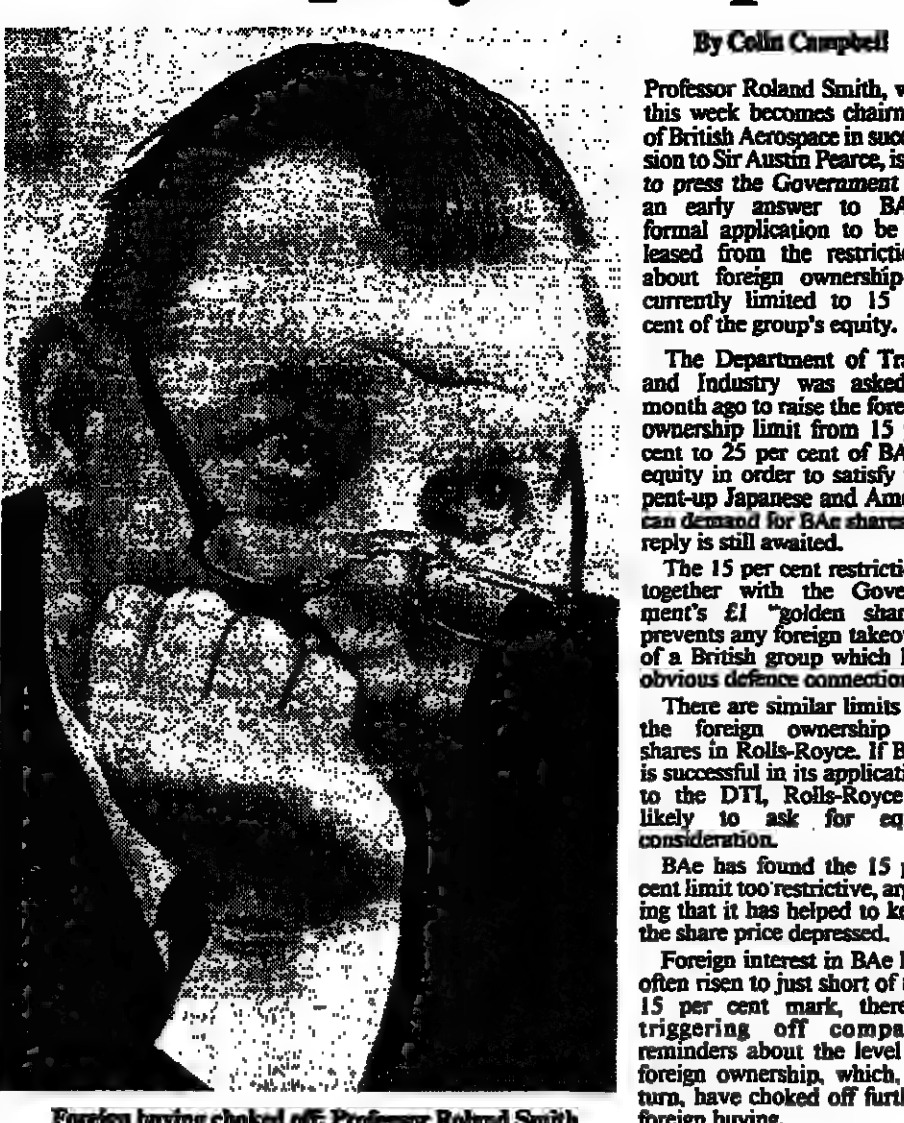 By Colin Campbell
Professor Roland Smith, w
this week becomes chairm
of British Aerospace in succ
sion to Sir Austin Pearce, is
to press the Government
an early answer to BA
formal application to be
leased from the restrictio
about foreign ownership
currently limited to 15
cent of the group's equity.
The Department of Tra
and Industry was asked
month ago to raise the fore
ownership limit from 15
cent to 25 per cent of BA
equity in order to satisfy
pent-up Japanese and Ame
can demand for BAe shares
reply is still awaited.
The 15 per cent restricti
together with the Gover
ment's £1 "golden shar
prevents any foreign takeov
of a British group which h
obvious defence connection
There are similar limits
the foreign ownership
shares in Rolls-Royce. If B
is successful in its applicati
to the DTI, Rolls-Royce
likely to ask for eq
consideration.
BAe has found the 15 p
cent limit too restrictive, arg
ing that it has helped to ke
the share price depressed.
Foreign interest in BAe h
often risen to just short of t
15 per cent mark, there
triggering off compa
reminders about the level
foreign ownership, which,
turn, have choked off furth
foreign buying.
Foreign buying choked off: Professor Roland Smith